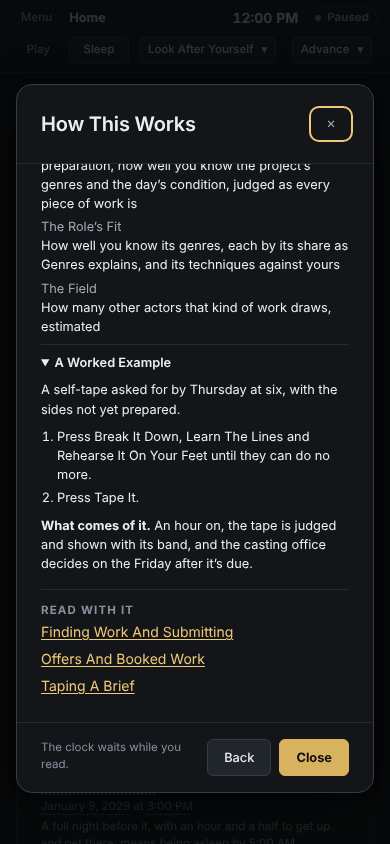 Menu Home 12:00 PM Paused
Play Sleep Look After Yourself ▾ Advance ▾
How This Works
×
preparation, how well you know the project's
genres and the day's condition, judged as every
piece of work is
The Role's Fit
How well you know its genres, each by its share as
Genres explains, and its techniques against yours
The Field
How many other actors that kind of work draws,
estimated
▼ A Worked Example
A self-tape asked for by Thursday at six, with the
sides not yet prepared.
1. Press Break It Down, Learn The Lines and
Rehearse It On Your Feet until they can do no
more.
2. Press Tape It.
What comes of it. An hour on, the tape is judged
and shown with its band, and the casting office
decides on the Friday after it's due.
READ WITH IT
Finding Work And Submitting
Offers And Booked Work
Taping A Brief
The clock waits while you
read.
Back Close
January 9, 2029 at 3:00 PM
A full night before it, with an hour and a half to get up